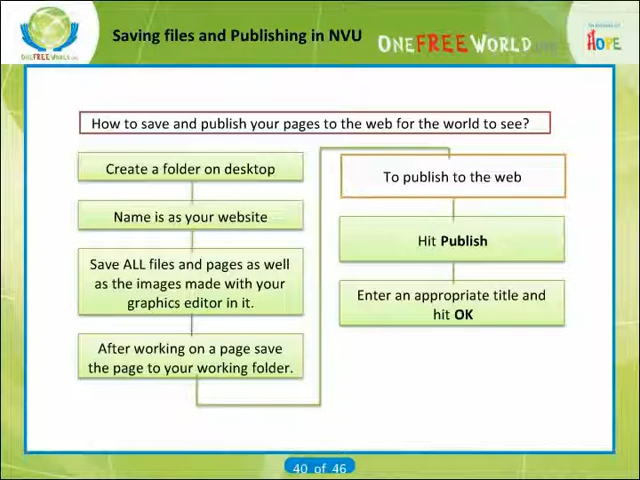 Saving files and Publishing in NVU
ONEFREEWORLD.ORG
HOPE
ONEFREEWORLD.ORG
How to save and publish your pages to the web for the world to see?
Create a folder on desktop
Name is as your website
Save ALL files and pages as well
as the images made with your
graphics editor in it.
After working on a page save
the page to your working folder.
To publish to the web
Hit Publish
Enter an appropriate title and
hit OK
40 of 46